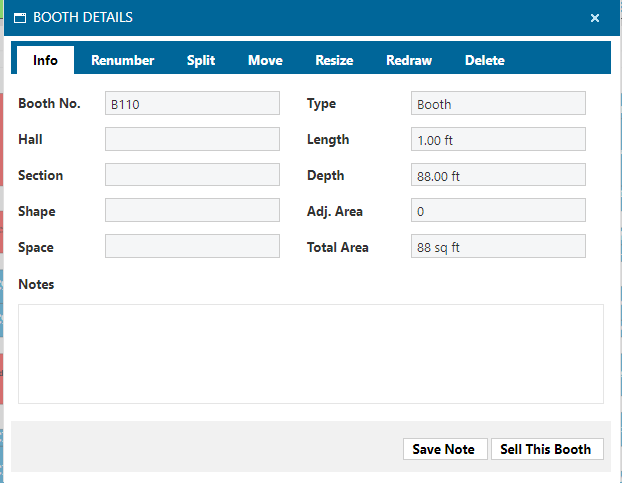 BOOTH DETAILS
Info Renumber Split Move Resize Redraw Delete
Booth No. B110 Type Booth
Hall Length 1.00 ft
Section Depth 88.00 ft
Shape Adj. Area 0
Space Total Area 88 sq ft
Notes
Save Note Sell This Booth